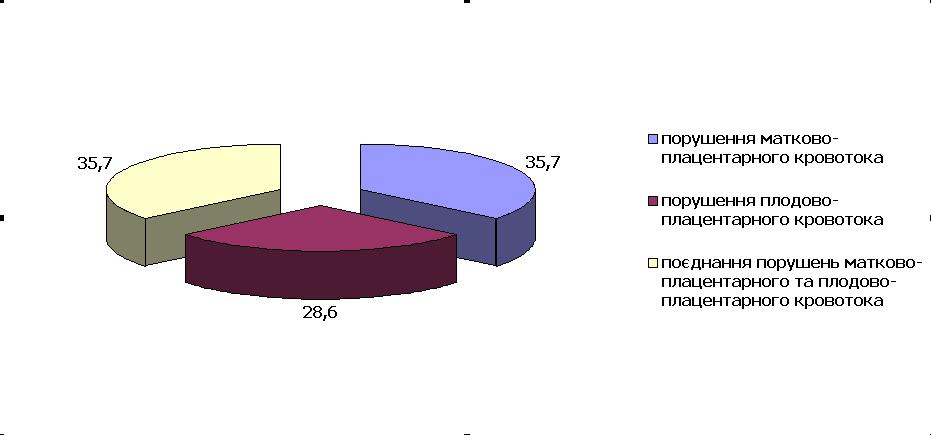 35,7
35,7
28,6
порушення матково-
плацентарного кровотока
порушення плодово-
плацентарного кровотока
поєднання порушень матково-
плацентарного та плодово-
плацентарного кровотока